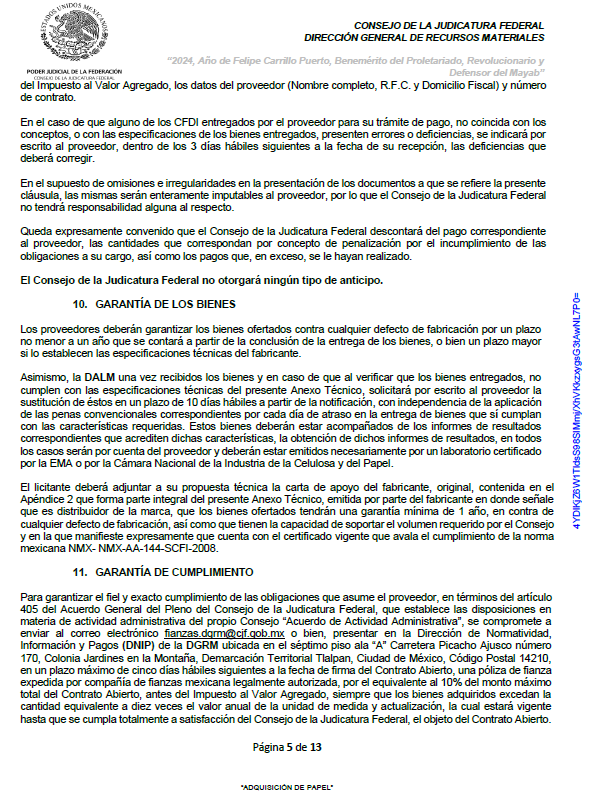 ESTADOS UNIDOS MEXICANOS
CONSEJO DE LA JUDICATURA FEDERAL
DIRECCIÓN GENERAL DE RECURSOS MATERIALES
"2024, Año de Felipe Carrillo Puerto, Benemérito del Proletariado, Revolucionario y
Defensor del Mayab"
PODER JUDICIAL DE LA FEDERACIÓN
CONSEJO DE LA JUDICATURA FEDERAL
del Impuesto al Valor Agregado, los datos del proveedor (Nombre completo, R.F.C. y Domicilio Fiscal) y número
de contrato.
En el caso de que alguno de los CFDI entregados por el proveedor para su trámite de pago, no coincida con los
conceptos, o con las especificaciones de los bienes entregados, presenten errores o deficiencias, se indicará por
escrito al proveedor, dentro de los 3 días hábiles siguientes a la fecha de su recepción, las deficiencias que
deberá corregir.
En el supuesto de omisiones e irregularidades en la presentación de los documentos a que se refiere la presente
cláusula, las mismas serán enteramente imputables al proveedor, por lo que el Consejo de la Judicatura Federal
no tendrá responsabilidad alguna al respecto.
Queda expresamente convenido que el Consejo de la Judicatura Federal descontará del pago correspondiente
al proveedor, las cantidades que correspondan por concepto de penalización por el incumplimiento de las
obligaciones a su cargo, así como los pagos que, en exceso, se le hayan realizado.
El Consejo de la Judicatura Federal no otorgará ningún tipo de anticipo.
10. GARANTÍA DE LOS BIENES
Los proveedores deberán garantizar los bienes ofertados contra cualquier defecto de fabricación por un plazo
no menor a un año que se contará a partir de la conclusión de la entrega de los bienes, o bien un plazo mayor
si lo establecen las especificaciones técnicas del fabricante.
Asimismo, la DALM una vez recibidos los bienes y en caso de que al verificar que los bienes entregados, no
cumplen con las especificaciones técnicas del presente Anexo Técnico, solicitará por escrito al proveedor la
sustitución de éstos en un plazo de 10 días hábiles a partir de la notificación, con independencia de la aplicación
de las penas convencionales correspondientes por cada día de atraso en la entrega de bienes que sí cumplan
con las características requeridas. Estos bienes deberán estar acompañados de los informes de resultados
correspondientes que acrediten dichas características, la obtención de dichos informes de resultados, en todos
los casos serán por cuenta del proveedor y deberán estar emitidos necesariamente por un laboratorio certificado
por la EMA o por la Cámara Nacional de la Industria de la Celulosa y del Papel.
El licitante deberá adjuntar a su propuesta técnica la carta de apoyo del fabricante, original, contenida en el
Apéndice 2 que forma parte integral del presente Anexo Técnico, emitida por parte del fabricante en donde señale
que es distribuidor de la marca, que los bienes ofertados tendrán una garantía mínima de 1 año, en contra de
cualquier defecto de fabricación, así como que tienen la capacidad de soportar el volumen requerido por el Consejo
y en la que manifieste expresamente que cuenta con el certificado vigente que avala el cumplimiento de la norma
mexicana NMX- NMX-AA-144-SCFI-2008.
11. GARANTÍA DE CUMPLIMIENTO
Para garantizar el fiel y exacto cumplimiento de las obligaciones que asume el proveedor, en términos del artículo
405 del Acuerdo General del Pleno del Consejo de la Judicatura Federal, que establece las disposiciones en
materia de actividad administrativa del propio Consejo "Acuerdo de Actividad Administrativa", se compromete a
enviar al correo electrónico fianzas.dgrm@cjf.gob.mx o bien, presentar en la Dirección de Normatividad,
Información y Pagos (DNIP) de la DGRM ubicada en el séptimo piso ala "A" Carretera Picacho Ajusco número
170, Colonia Jardines en la Montaña, Demarcación Territorial Tlalpan, Ciudad de México, Código Postal 14210,
en un plazo máximo de cinco días hábiles siguientes a la fecha de firma del Contrato Abierto, una póliza de fianza
expedida por compañía de fianzas mexicana legalmente autorizada, por el equivalente al 10% del monto máximo
total del Contrato Abierto, antes del Impuesto al Valor Agregado, siempre que los bienes adquiridos excedan la
cantidad equivalente a diez veces el valor anual de la unidad de medida y actualización, la cual estará vigente
hasta que se cumpla totalmente a satisfacción del Consejo de la Judicatura Federal, el objeto del Contrato Abierto.
Página 5 de 13
"ADQUISICIÓN DE PAPEL"